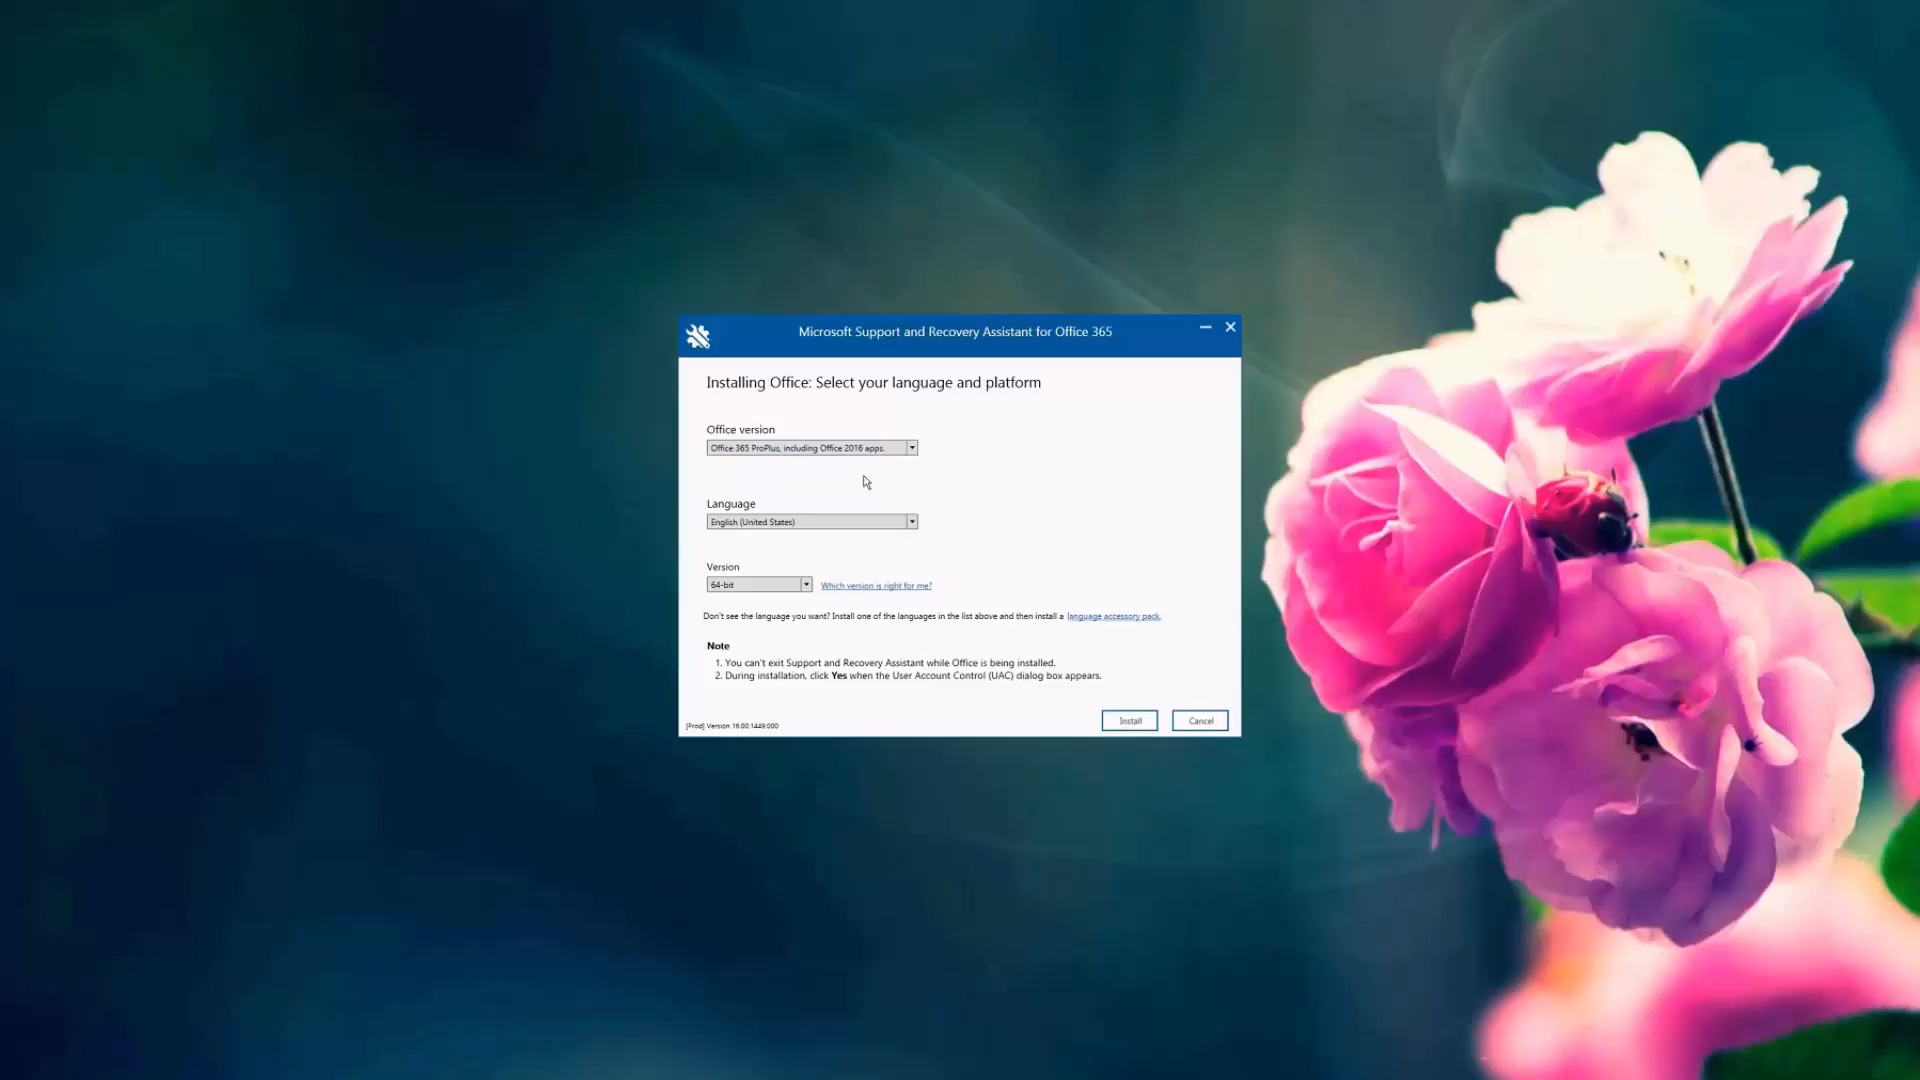 Microsoft Support and Recovery Assistant for Office 365
Installing Office: Select your language and platform
Office version
Office 365 ProPlus, including Office 2016 apps.
Language
English (United States)
Version
64-bit
Which version is right for me?
Don't see the language you want? Install one of the languages in the list above and then install a language accessory pack.
Note
1. You can't exit Support and Recovery Assistant while Office is being installed.
2. During installation, click Yes when the User Account Control (UAC) dialog box appears.
[Prod] Version 16.00.1449.000
Install
Cancel